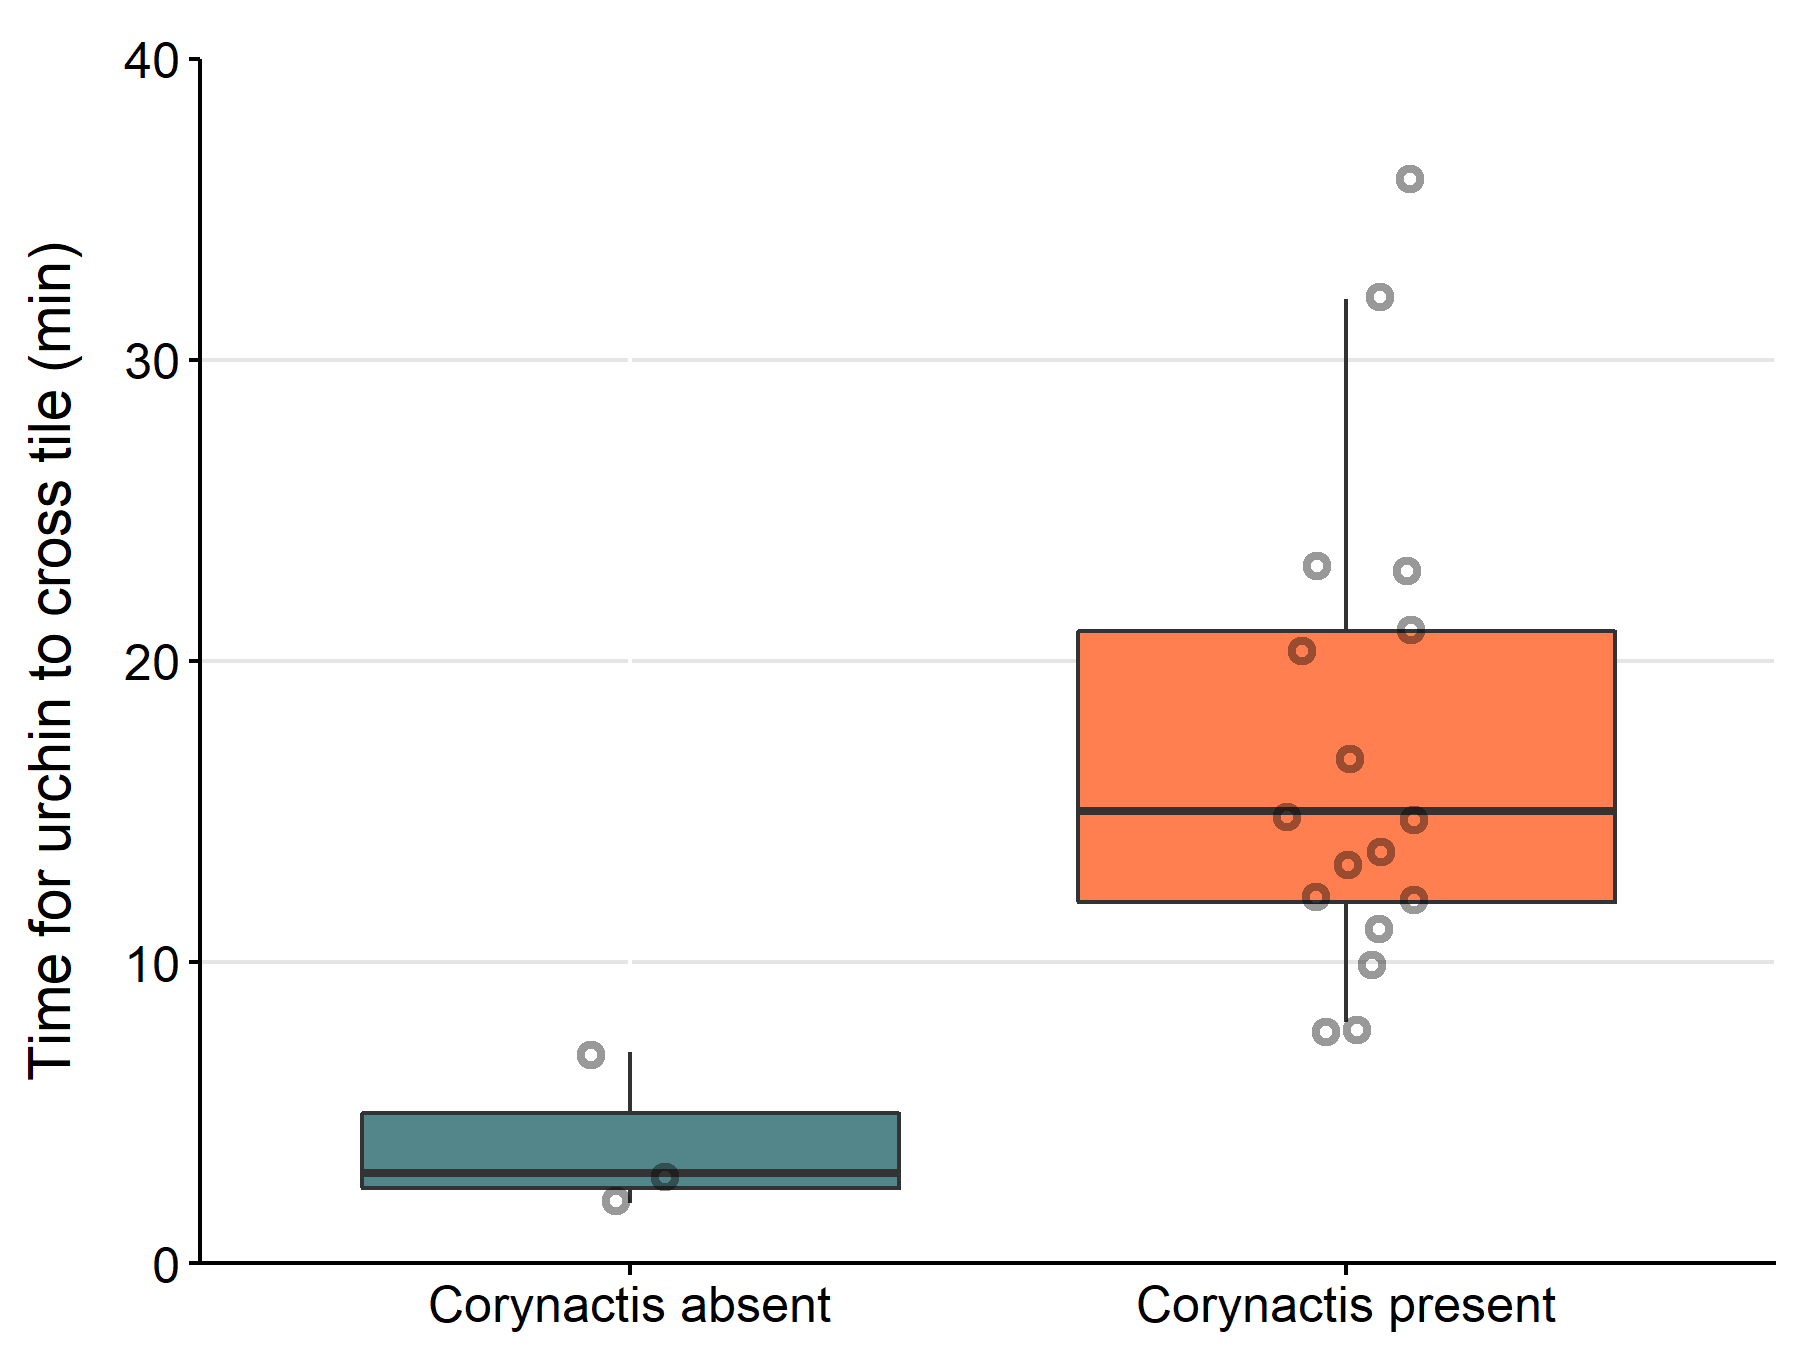 Time for urchin to cross tile (min)
40
30
20
10
0
Corynactis absent
Corynactis present